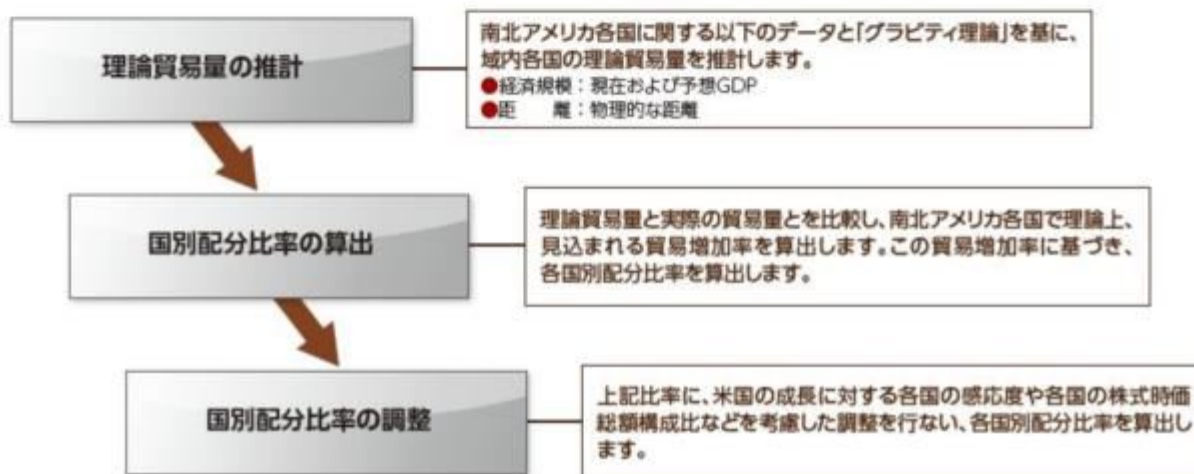 理論貿易量の推計
南北アメリカ各国に関する以下のデータと「グラビティ理論」を基に、
域内各国の理論貿易量を推計します。
●経済規模：現在および予想GDP
●距　　離：物理的な距離
国別配分比率の算出
理論貿易量と実際の貿易量とを比較し、南北アメリカ各国で理論上、
見込まれる貿易増加率を算出します。この貿易増加率に基づき、
各国別配分比率を算出します。
国別配分比率の調整
上記比率に、米国の成長に対する各国の感応度や各国の株式時価
総額構成比などを考慮した調整を行ない、各国別配分比率を算出し
ます。